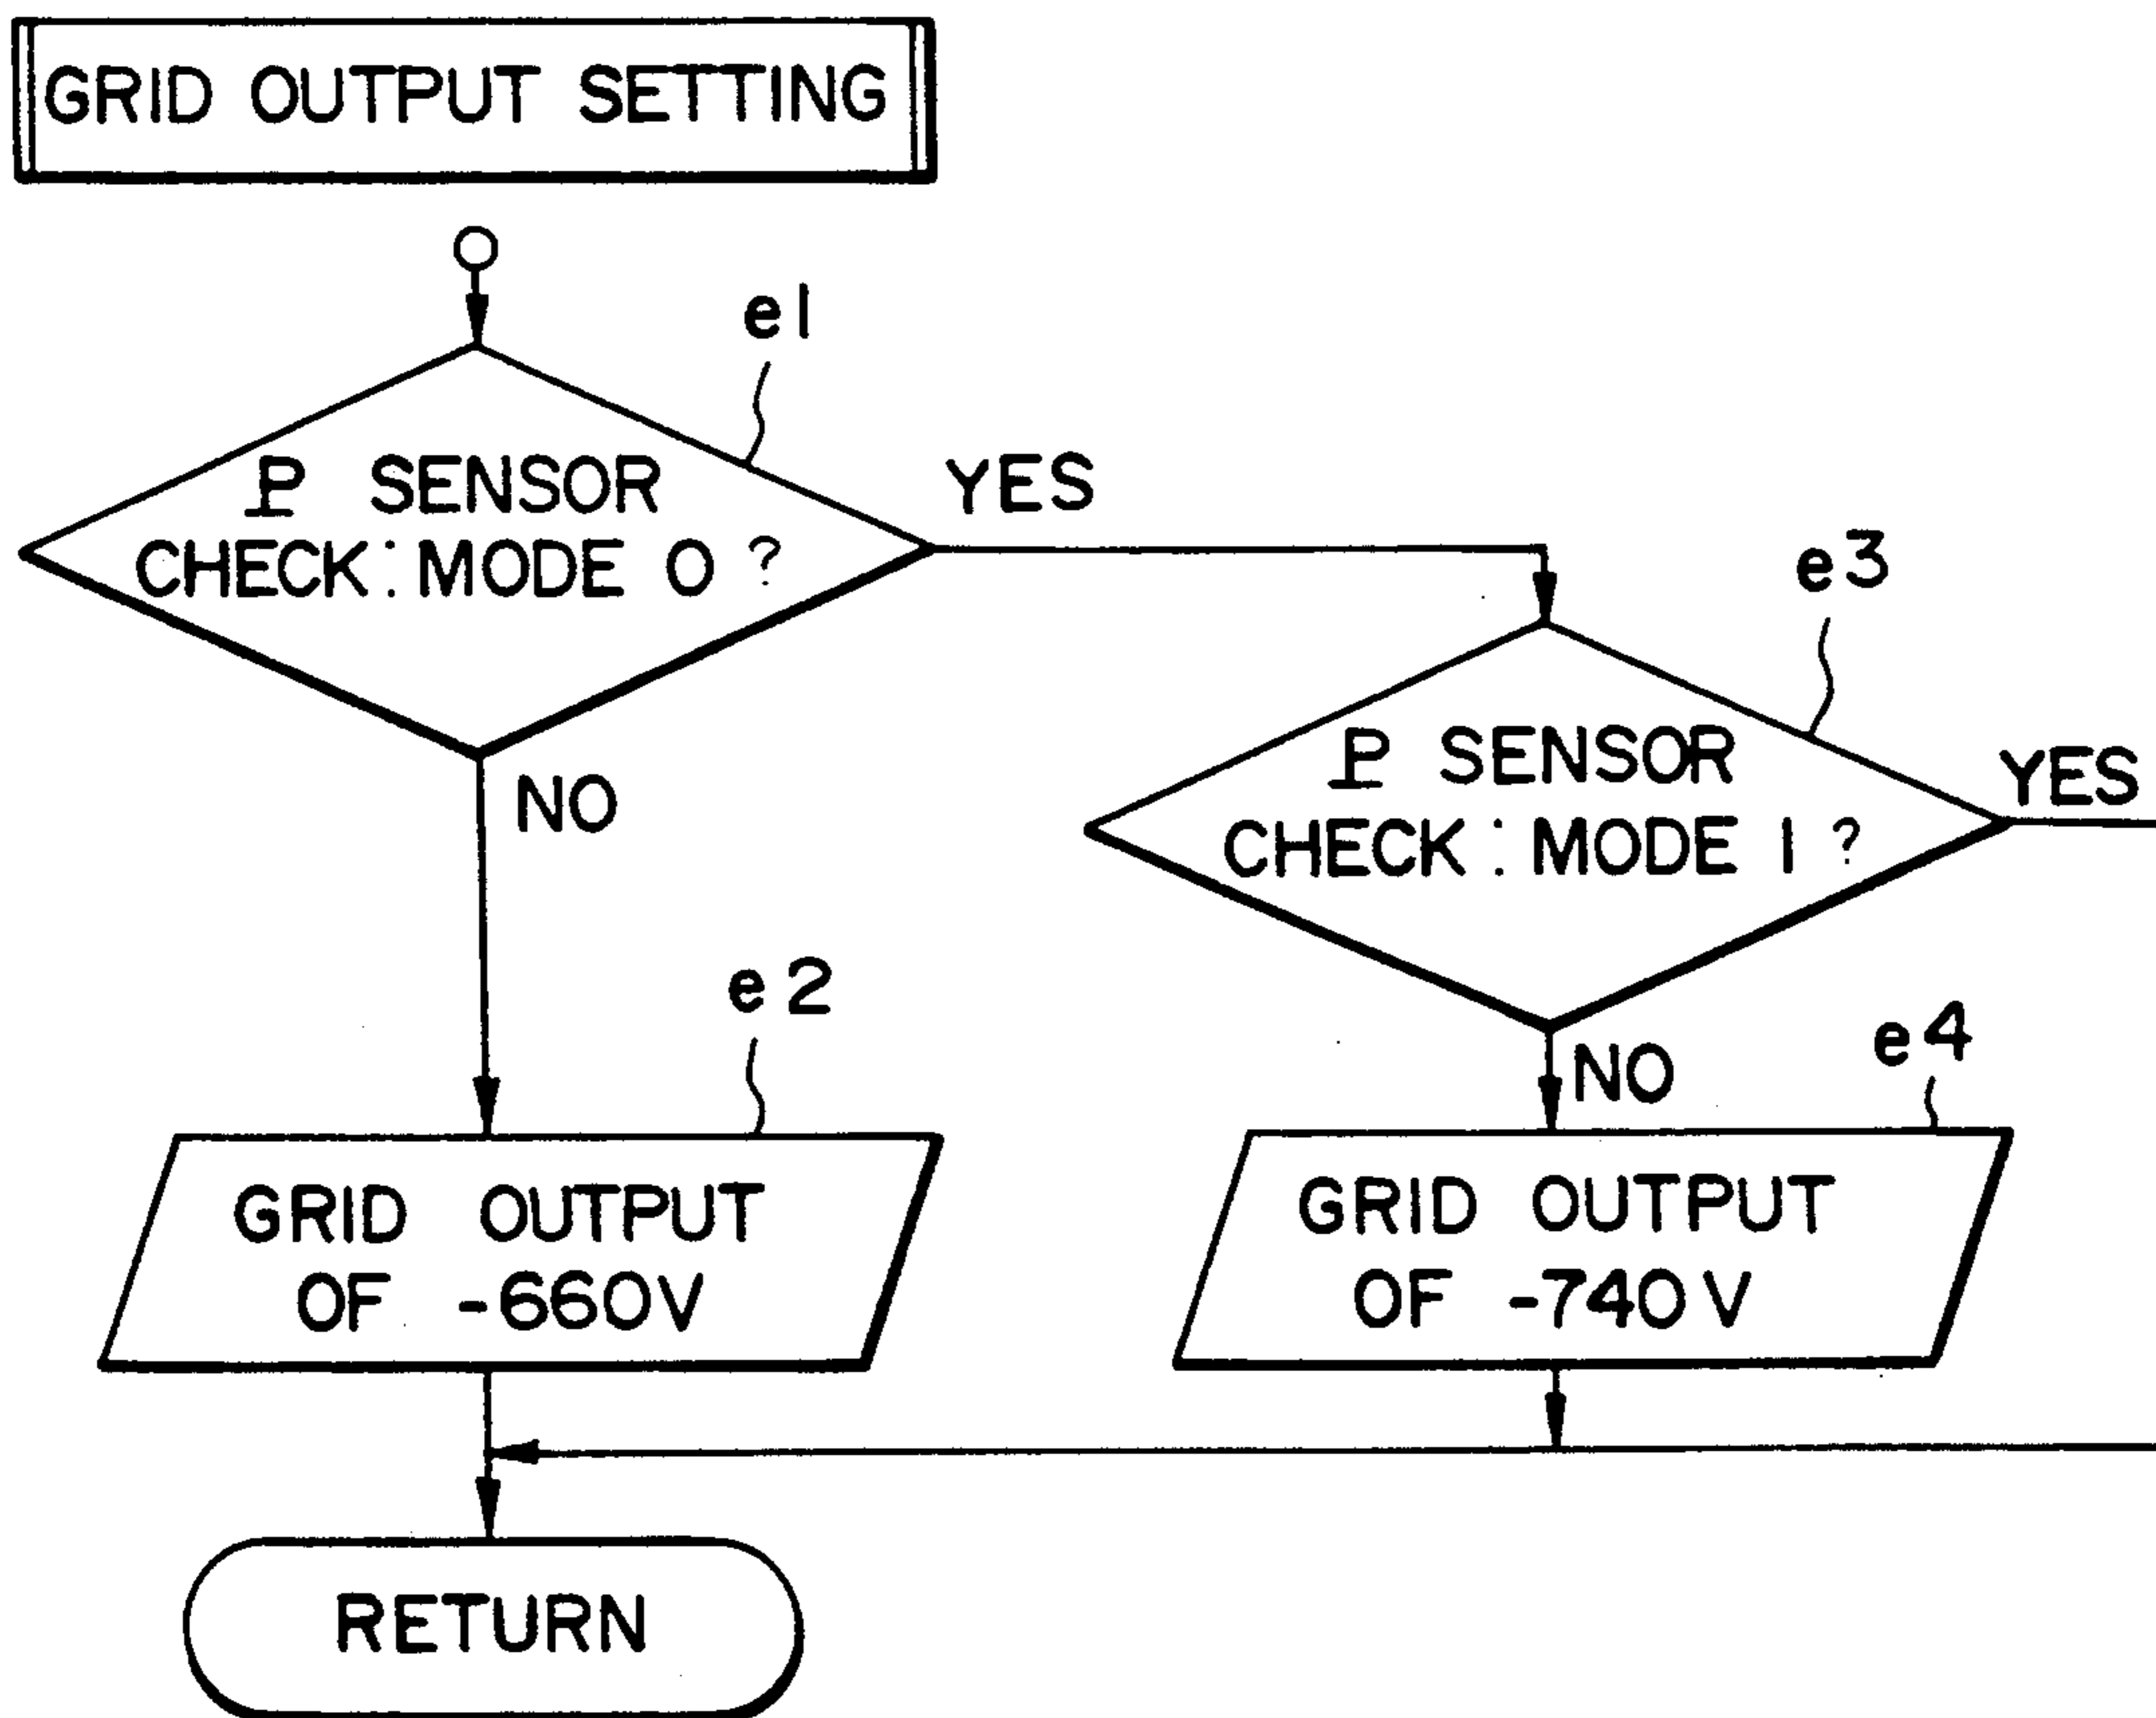 GRID OUTPUT SETTING
e1
P SENSOR
CHECK: MODE 0 ?
YES
NO
e3
P SENSOR
CHECK: MODE 1 ?
YES
NO
e2
GRID OUTPUT
OF -660V
e4
GRID OUTPUT
OF -740V
RETURN